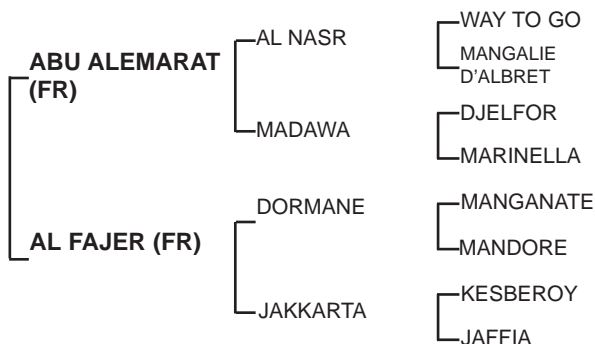 WAY TO GO
AL NASR
MANGALIE
D’ALBRET
ABU ALEMARAT
(FR)
DJELFOR
MADAWA
MARINELLA
MANGANATE
DORMANE
MANDORE
AL FAJER (FR)
KESBEROY
JAKKARTA
JAFFIA